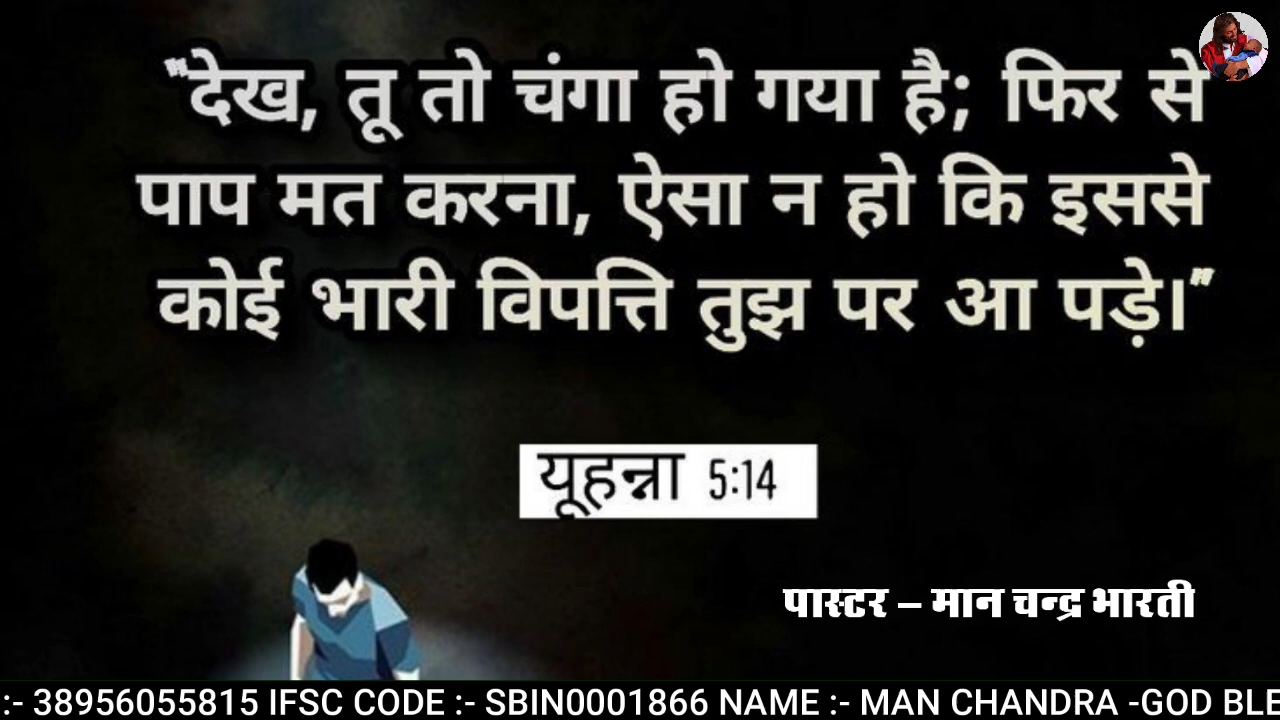 "देख, तू तो चंगा हो गया है; फिर से
पाप मत करना, ऐसा न हो कि इससे
कोई भारी विपत्ति तुझ पर आ पड़े।"
यूहन्ना 5:14
पास्टर – मान चन्द्र भारती
:- 38956055815 IFSC CODE :- SBIN0001866 NAME :- MAN CHANDRA -GOD BLE